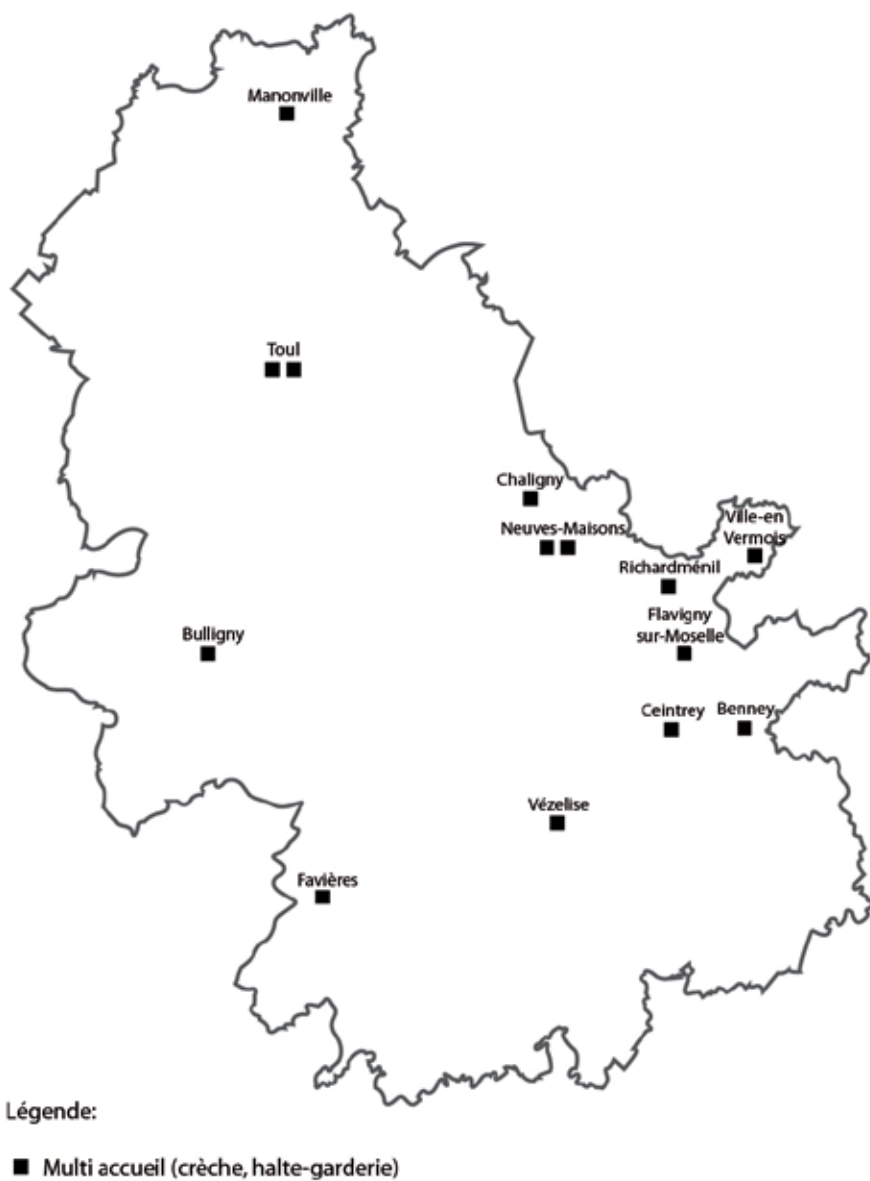 Manonville
Toul
Chaligny
Neuves-Maisons
Ville-en
Vermois
Richardménil
Flavigny
sur-Moselle
Bulligny
Ceintrey
Benney
Vézelise
Favières
Légende:
Multi accueil (crèche, halte-garderie)